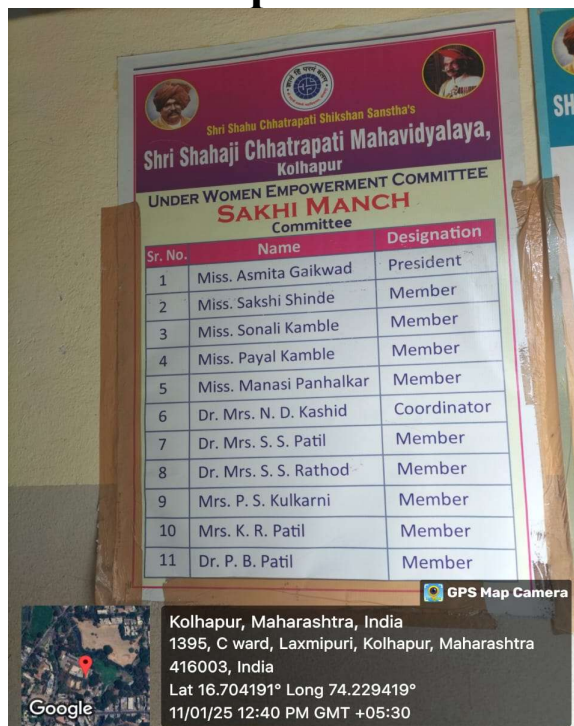 Shri Shahu Chhatrapati Shikshan Sanstha's
Shri Shahaji Chhatrapati Mahavidyalaya,
Kolhapur
UNDER WOMEN EMPOWERMENT COMMITTEE
SAKHI MANCH
Committee
Sr. No. Name Designation
1 Miss. Asmita Gaikwad President
2 Miss. Sakshi Shinde Member
3 Miss. Sonali Kamble Member
4 Miss. Payal Kamble Member
5 Miss. Manasi Panhalkar Member
6 Dr. Mrs. N. D. Kashid Coordinator
7 Dr. Mrs. S. S. Patil Member
8 Dr. Mrs. S. S. Rathod Member
9 Mrs. P. S. Kulkarni Member
10 Mrs. K. R. Patil Member
11 Dr. P. B. Patil Member
SH
GPS Map Camera
Kolhapur, Maharashtra, India
1395, C ward, Laxmipuri, Kolhapur, Maharashtra
416003, India
Lat 16.704191° Long 74.229419°
11/01/25 12:40 PM GMT +05:30
Google